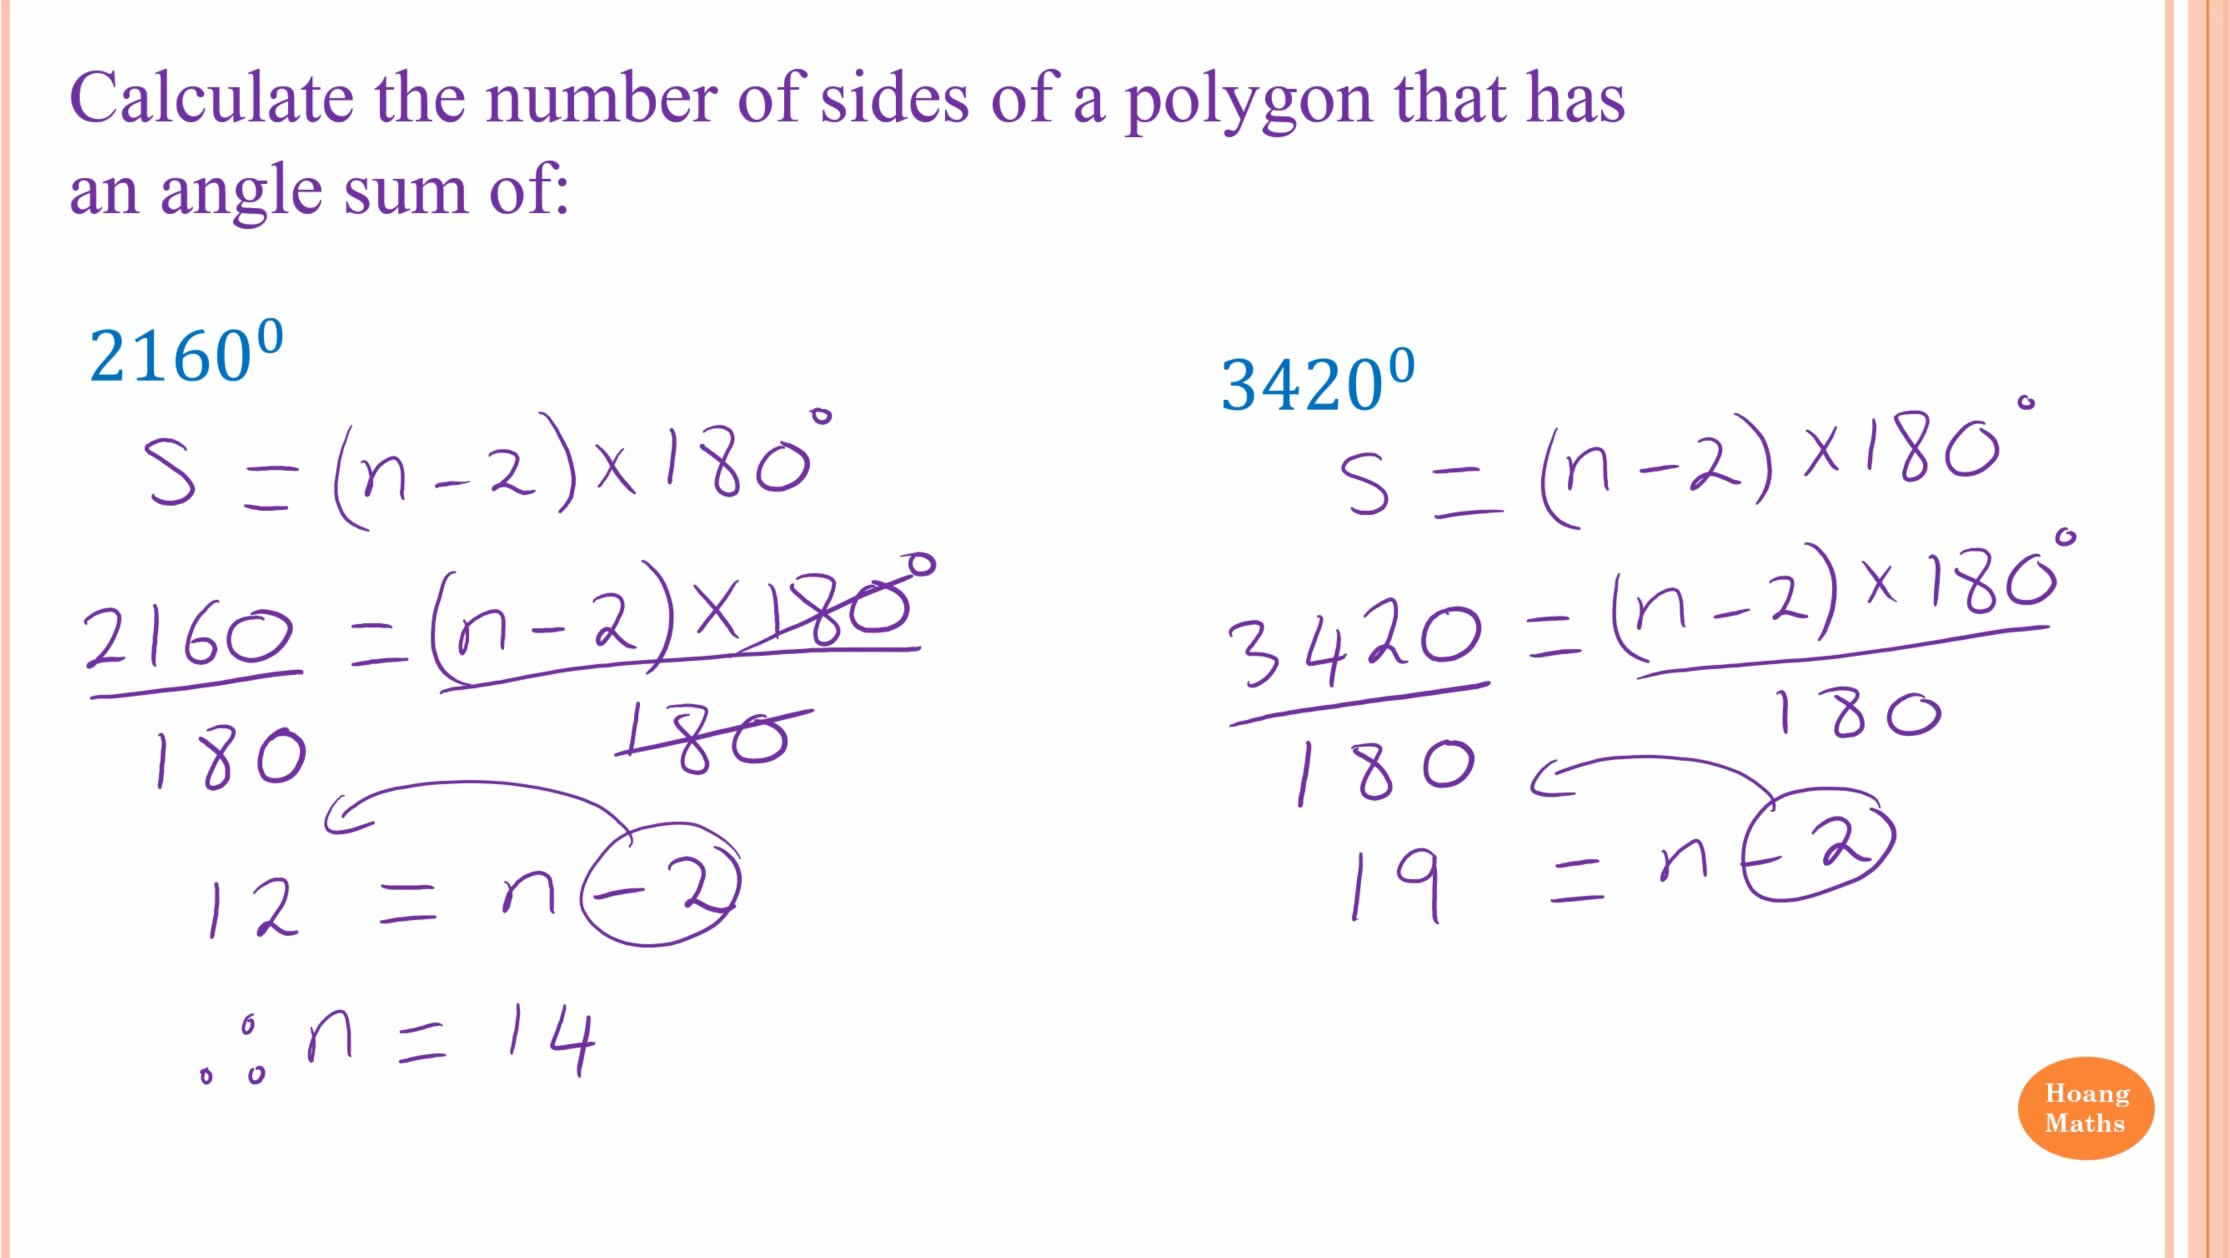 Calculate the number of sides of a polygon that has
an angle sum of:
2160⁰
S = (n-2)×180°
2160 = (n-2)×180°
180 180
12 = n-2
∴ n = 14
3420⁰
S = (n-2)×180°
3420 = (n-2)×180°
180 180
19 = n-2
Hoang
Maths